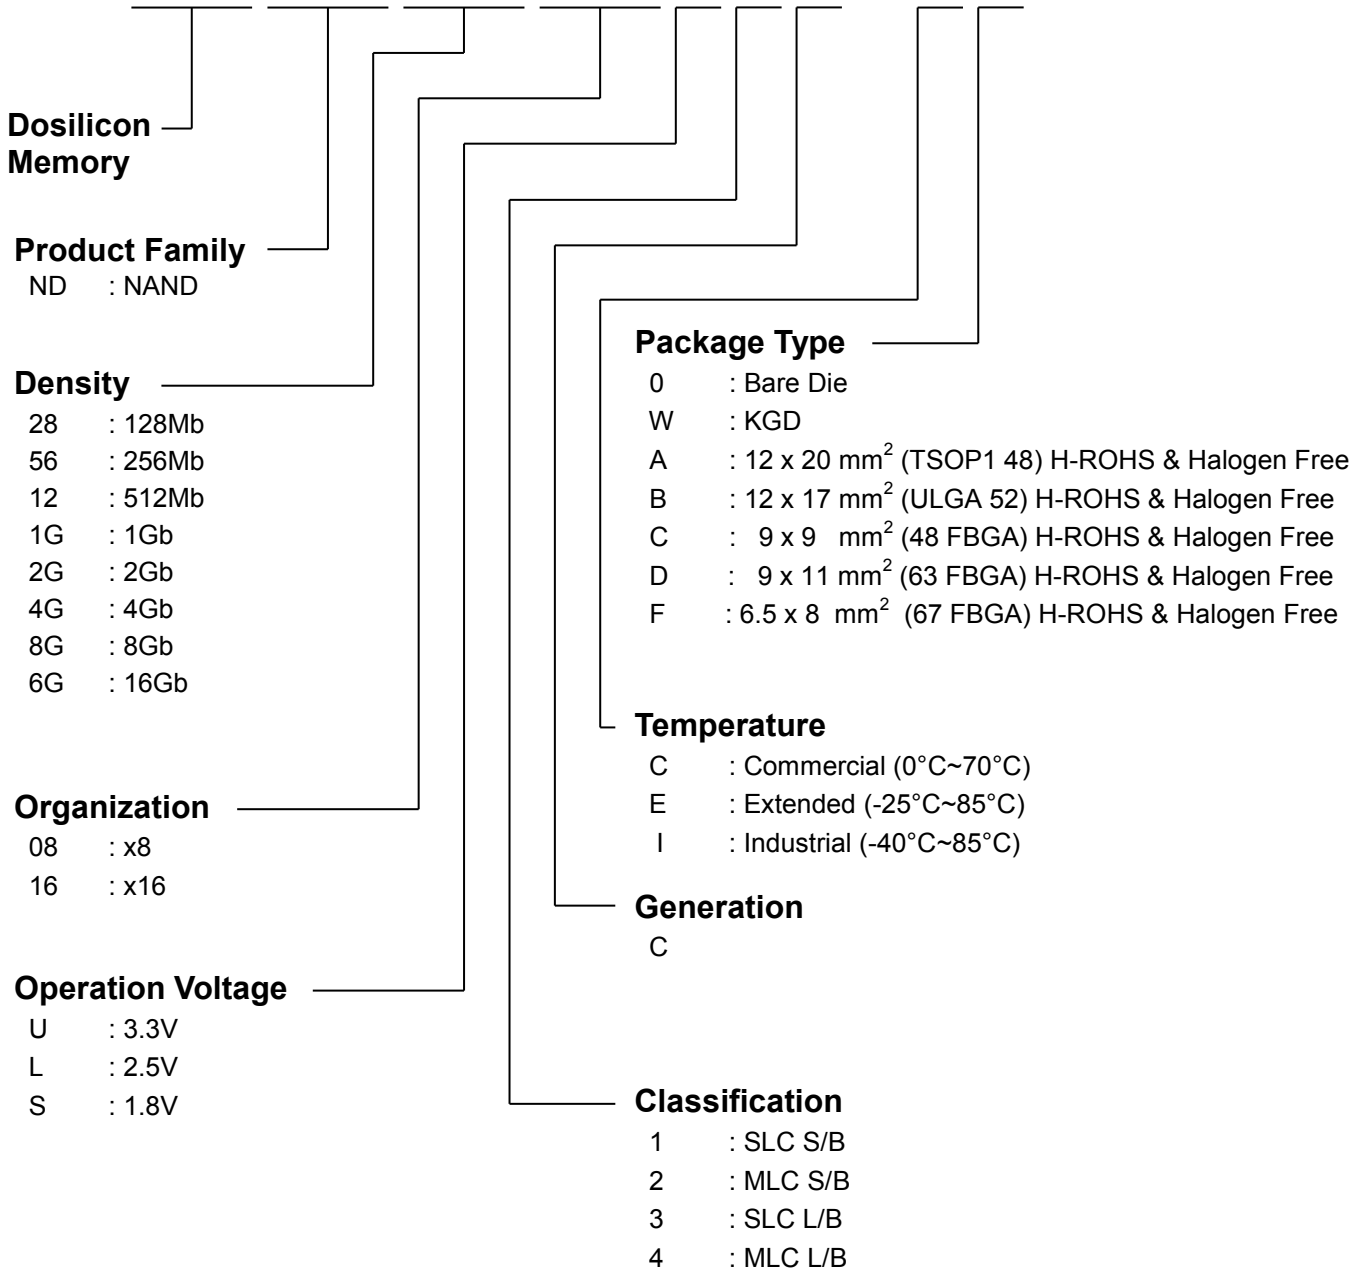 Dosilicon
Memory
Product Family
ND : NAND
Density
28 : 128Mb
56 : 256Mb
12 : 512Mb
1G : 1Gb
2G : 2Gb
4G : 4Gb
8G : 8Gb
6G : 16Gb
Organization
08 : x8
16 : x16
Operation Voltage
U : 3.3V
L : 2.5V
S : 1.8V
Package Type
0 : Bare Die
W : KGD
A : 12 x 20 mm² (TSOP1 48) H-ROHS & Halogen Free
B : 12 x 17 mm² (ULGA 52) H-ROHS & Halogen Free
C : 9 x 9 mm² (48 FBGA) H-ROHS & Halogen Free
D : 9 x 11 mm² (63 FBGA) H-ROHS & Halogen Free
F : 6.5 x 8 mm² (67 FBGA) H-ROHS & Halogen Free
Temperature
C : Commercial (0°C~70°C)
E : Extended (-25°C~85°C)
I : Industrial (-40°C~85°C)
Generation
C
Classification
1 : SLC S/B
2 : MLC S/B
3 : SLC L/B
4 : MLC L/B